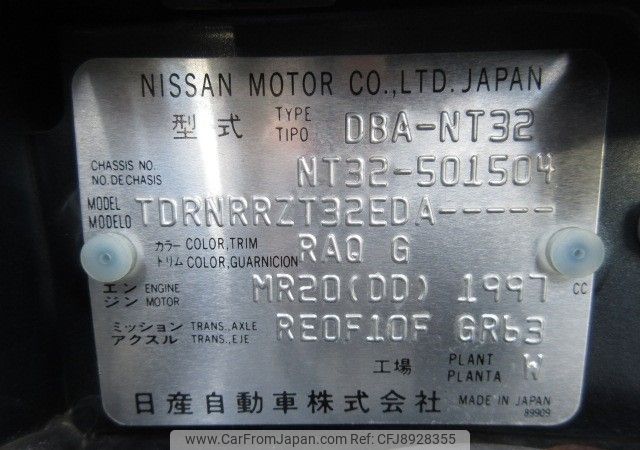 NISSAN MOTOR CO.,LTD. JAPAN
型式 TYPE TIPO DBA-NT32
CHASSIS NO. NO. DE CHASIS NT32-501504
MODEL MODELO TDRNRRZT32EDA-----
カラー COLOR, TRIM トリム COLOR, GUARNICION RAQ G
エンジン ENGINE MOTOR MR20(DD) 1997 CC
ミッション TRANS., AXLE アクスル TRANS., EJE RE0F10F GR63
工場 PLANT PLANTA W
日産自動車株式会社 MADE IN JAPAN
89909
www.CarFromJapan.com - ID:CFJ8928355